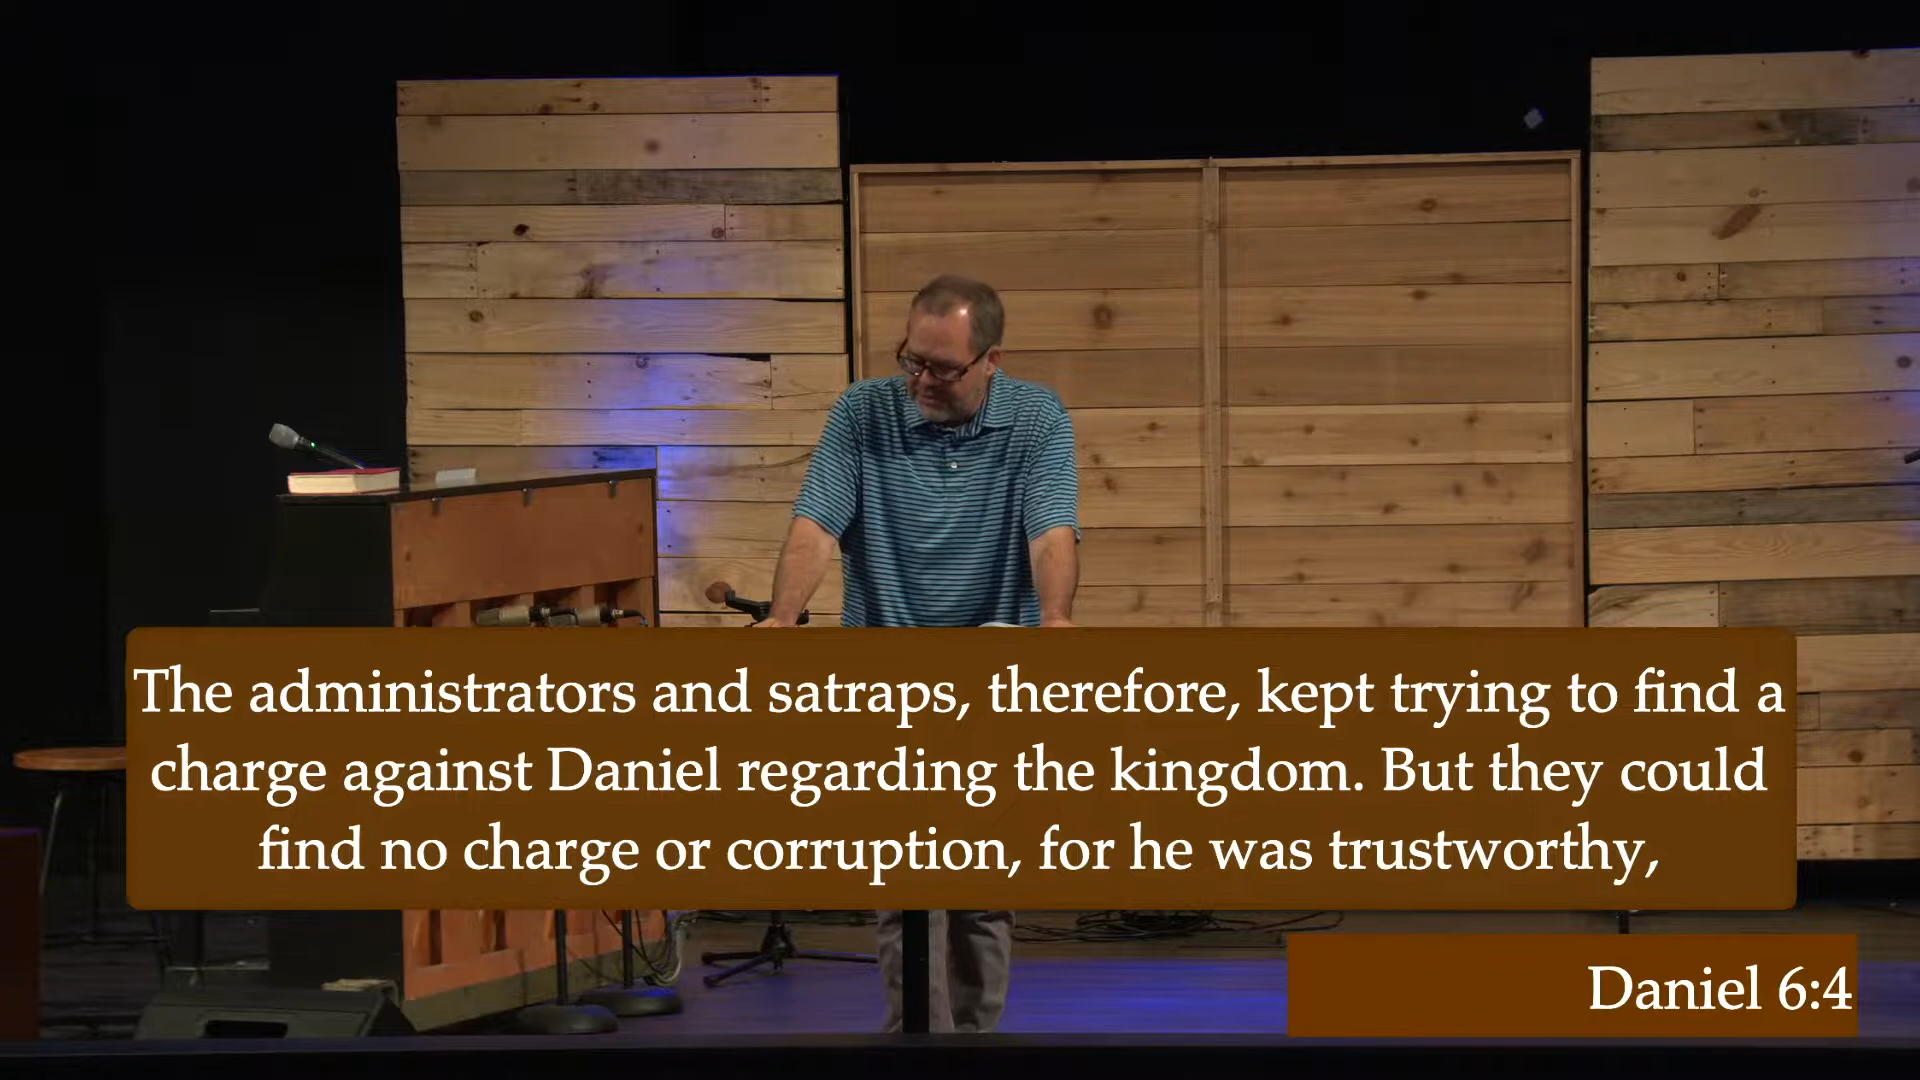 The administrators and satraps, therefore, kept trying to find a
charge against Daniel regarding the kingdom. But they could
find no charge or corruption, for he was trustworthy,
Daniel 6:4